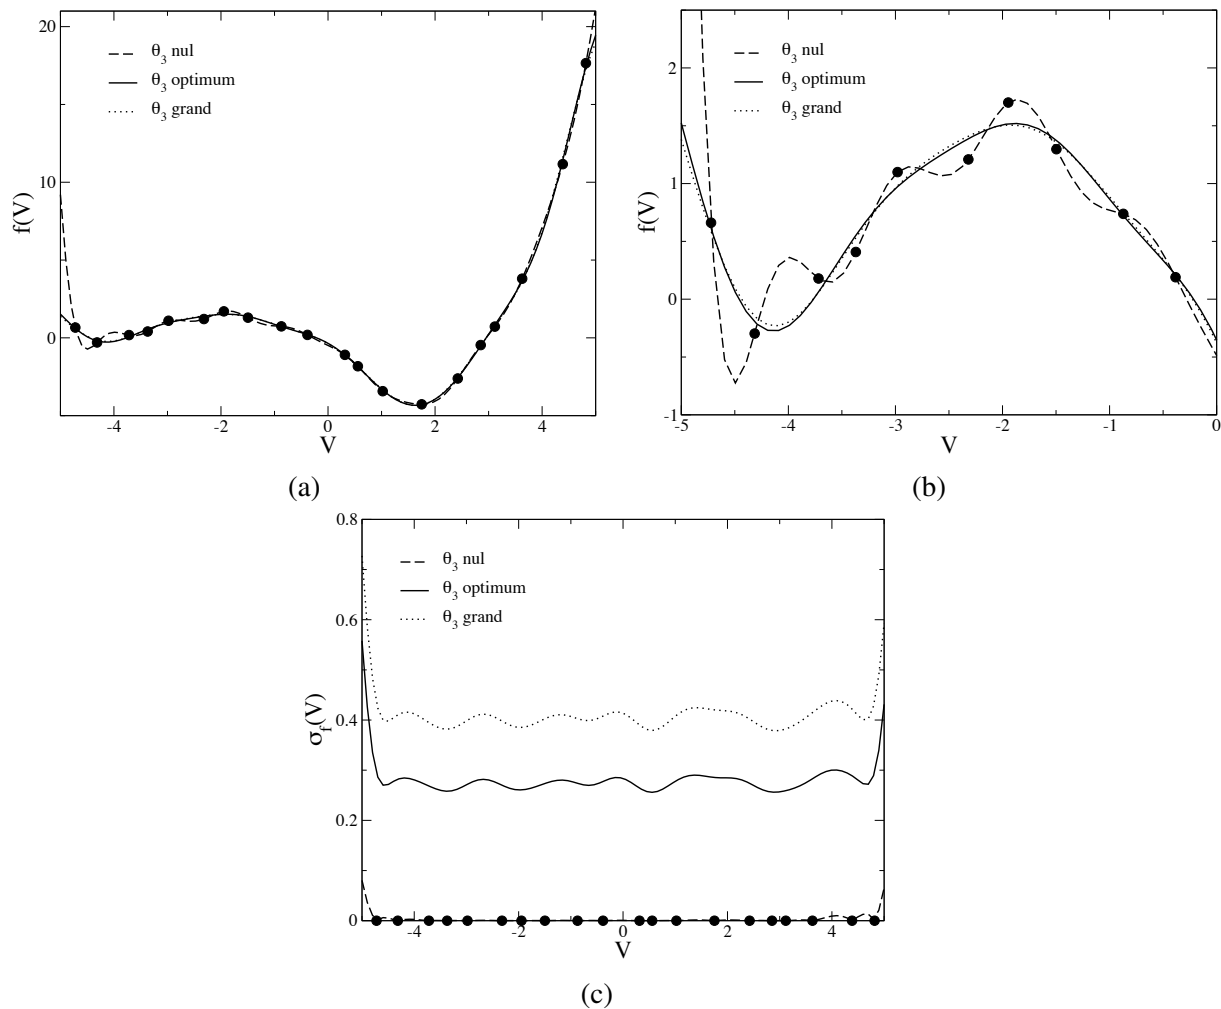 20
10
0
f(V)
θ3 nul
θ3 optimum
θ3 grand
-4
-2
0
2
4
V
(a)
2
1
0
-1
f(V)
θ3 nul
θ3 optimum
θ3 grand
-5
-4
-3
-2
-1
0
V
(b)
0.8
0.6
0.4
0.2
0
σf(V)
θ3 nul
θ3 optimum
θ3 grand
-4
-2
0
2
4
V
(c)